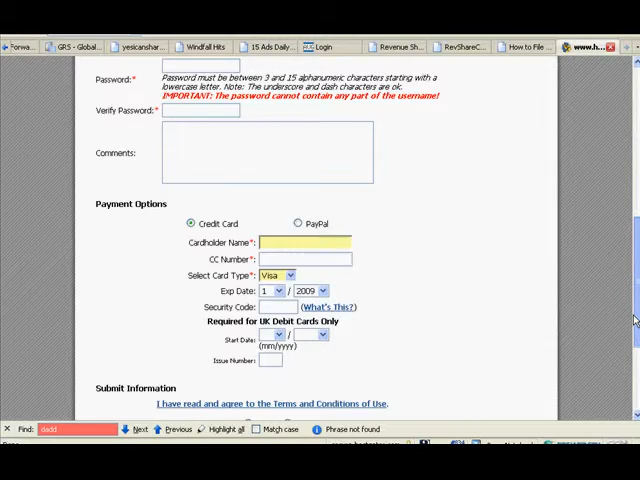 Forwa... GRS - Global... yesicanshar... Windfall Hits 15 Ads Daily... Login Revenue Sh... RevShareC... How to File ... www.h...
Password:* Password must be between 3 and 15 alphanumeric characters starting with a
lowercase letter. Note: The underscore and dash characters are ok.
IMPORTANT: The password cannot contain any part of the username!
Verify Password:*
Comments:
Payment Options
Credit Card PayPal
Cardholder Name*:
CC Number*:
Select Card Type*: Visa
Exp Date: 1 / 2009
Security Code: (What's This?)
Required for UK Debit Cards Only
Start Date: /
(mm/yyyy)
Issue Number:
Submit Information
I have read and agree to the Terms and Conditions of Use.
Find: dadd Next Previous Highlight all Match case Phrase not found